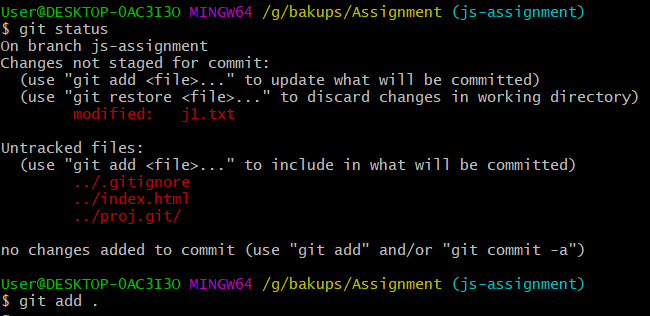 User@DESKTOP-OAC3I3O MINGW64 /g/bakups/Assignment (js-assignment)
$ git status
On branch js-assignment
Changes not staged for commit:
  (use "git add <file>..." to update what will be committed)
  (use "git restore <file>..." to discard changes in working directory)
        modified:   j1.txt

Untracked files:
  (use "git add <file>..." to include in what will be committed)
        ../.gitignore
        ../index.html
        ../proj.git/

no changes added to commit (use "git add" and/or "git commit -a")

User@DESKTOP-OAC3I3O MINGW64 /g/bakups/Assignment (js-assignment)
$ git add .